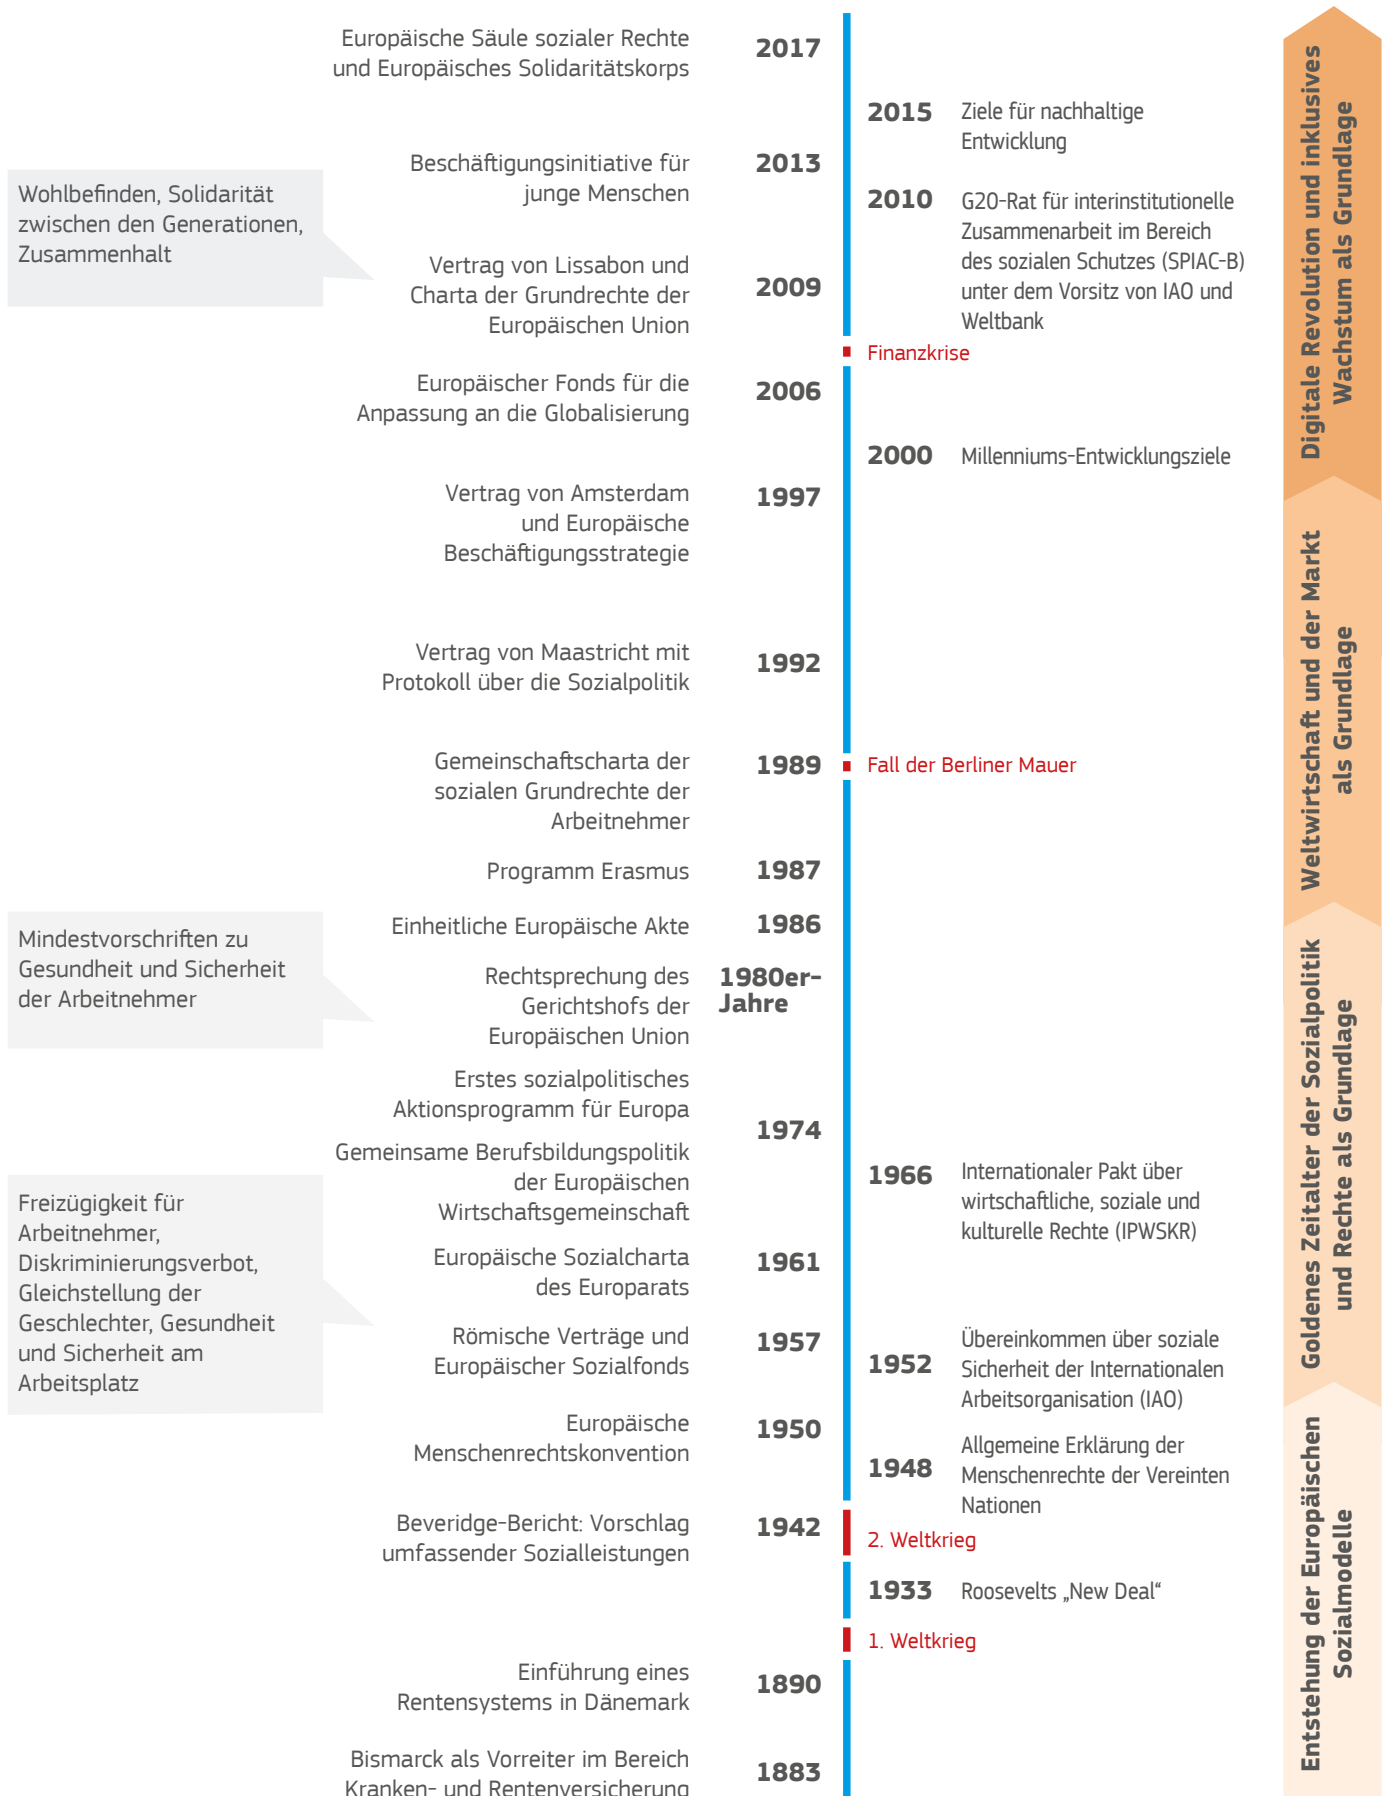 Europäische Säule sozialer Rechte
und Europäisches Solidaritätskorps
2017
2015
Ziele für nachhaltige
Entwicklung
Beschäftigungsinitiative für
junge Menschen
2013
Wohlbefinden, Solidarität
zwischen den Generationen,
Zusammenhalt
2010
G20-Rat für interinstitutionelle
Zusammenarbeit im Bereich
des sozialen Schutzes (SPIAC-B)
unter dem Vorsitz von IAO und
Weltbank
Vertrag von Lissabon und
Charta der Grundrechte der
Europäischen Union
2009
Finanzkrise
Europäischer Fonds für die
Anpassung an die Globalisierung
2006
2000
Millenniums-Entwicklungsziele
Vertrag von Amsterdam
und Europäische
Beschäftigungsstrategie
1997
Vertrag von Maastricht mit
Protokoll über die Sozialpolitik
1992
Gemeinschaftscharta der
sozialen Grundrechte der
Arbeitnehmer
1989
Fall der Berliner Mauer
Programm Erasmus
1987
Einheitliche Europäische Akte
1986
Mindestvorschriften zu
Gesundheit und Sicherheit
der Arbeitnehmer
Rechtsprechung des
Gerichtshofs der
Europäischen Union
1980er-
Jahre
Erstes sozialpolitisches
Aktionsprogramm für Europa
1974
Gemeinsame Berufsbildungspolitik
der Europäischen
Wirtschaftsgemeinschaft
1966
Internationaler Pakt über
wirtschaftliche, soziale und
kulturelle Rechte (IPWSKR)
Freizügigkeit für
Arbeitnehmer,
Diskriminierungsverbot,
Gleichstellung der
Geschlechter, Gesundheit
und Sicherheit am
Arbeitsplatz
Europäische Sozialcharta
des Europarats
1961
Römische Verträge und
Europäischer Sozialfonds
1957
1952
Übereinkommen über soziale
Sicherheit der Internationalen
Arbeitsorganisation (IAO)
Europäische
Menschenrechtskonvention
1950
1948
Allgemeine Erklärung der
Menschenrechte der Vereinten
Nationen
Beveridge-Bericht: Vorschlag
umfassender Sozialleistungen
1942
2. Weltkrieg
1933
Roosevelts „New Deal“
1. Weltkrieg
Einführung eines
Rentensystems in Dänemark
1890
Bismarck als Vorreiter im Bereich
Kranken- und Rentenversicherung
1883
Digitale Revolution und inklusives
Wachstum als Grundlage
Weltwirtschaft und der Markt
als Grundlage
Goldenes Zeitalter der Sozialpolitik
und Rechte als Grundlage
Entstehung der Europäischen
Sozialmodelle